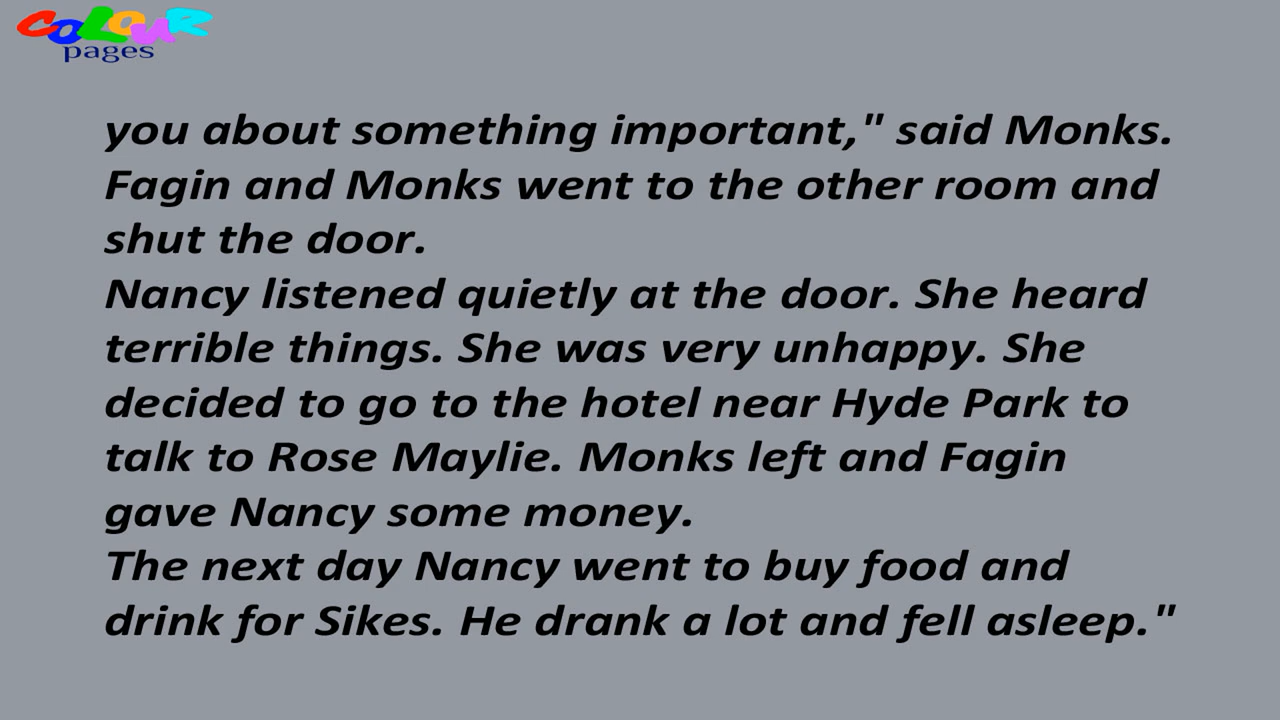 COLOUR
pages
you about something important," said Monks.
Fagin and Monks went to the other room and
shut the door.
Nancy listened quietly at the door. She heard
terrible things. She was very unhappy. She
decided to go to the hotel near Hyde Park to
talk to Rose Maylie. Monks left and Fagin
gave Nancy some money.
The next day Nancy went to buy food and
drink for Sikes. He drank a lot and fell asleep."